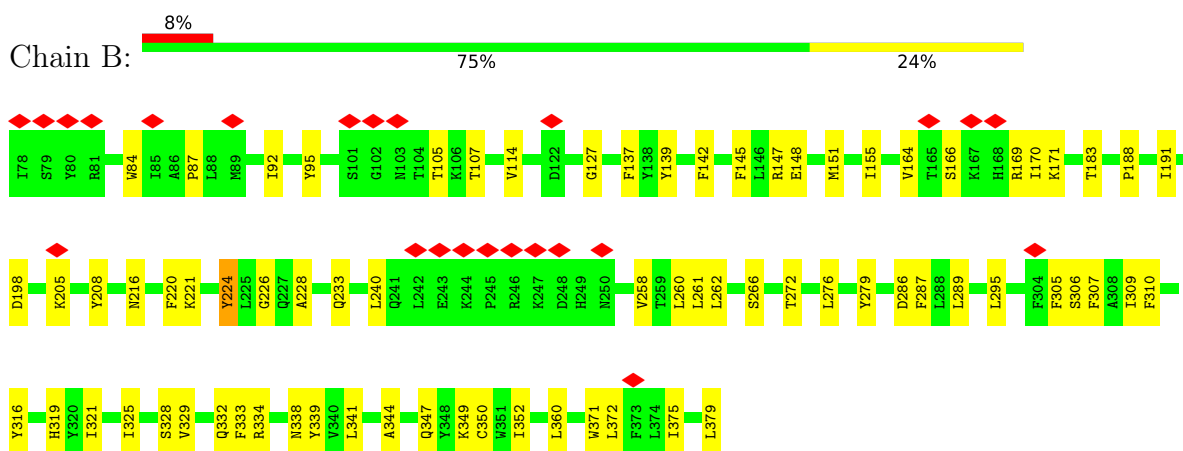 8%
Chain B:
75% 24%
I78 S79 Y80 R81 W84 I85 A86 P87 L88 M89 I92 Y95 S101 G102 N103 T104 T105 K106 T107 V114 D122 G127 F137 Y138 Y139 F142 F145 L146 R147 E148 M151 I155 V164 T165 S166 K167 H168 R169 I170 K171 T183 P188 I191
D198 K205 Y208 N216 F220 K221 Y224 L225 G226 Q227 A228 Q233 L240 Q241 L242 E243 K244 P245 R246 K247 D248 H249 N250 V258 T259 L260 L261 L262 S266 T272 L276 Y279 D286 F287 L288 L289 L295 F304 F305 S306 F307 A308 I309 F310
Y316 H319 Y320 I321 I325 S328 V329 Q332 F333 R334 N338 Y339 V340 L341 A344 Q347 Y348 K349 C350 W351 I352 L360 W371 L372 F373 L374 I375 L379